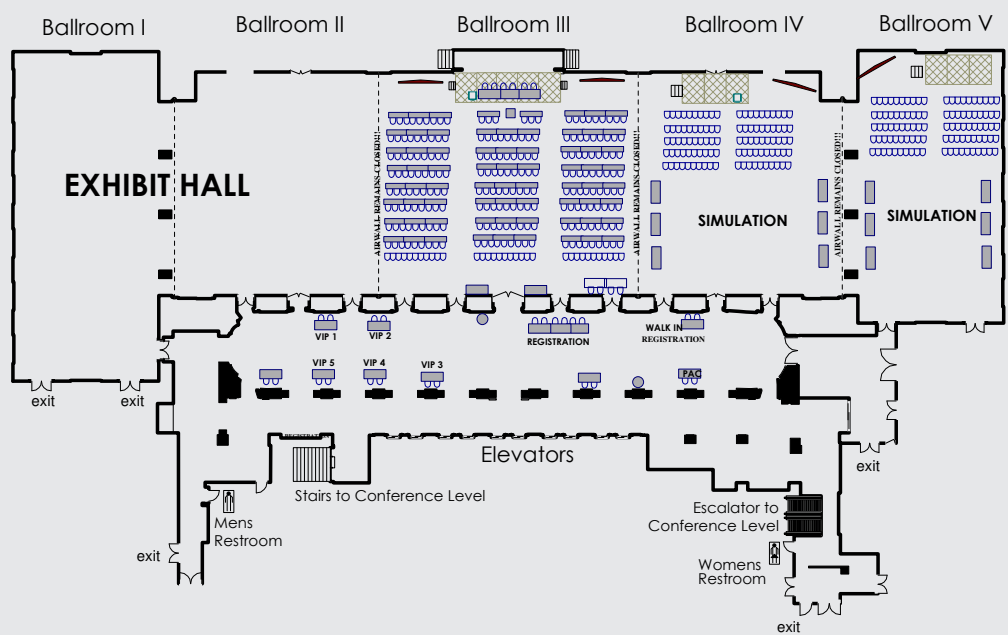 Ballroom I
Ballroom II
Ballroom III
Ballroom IV
Ballroom V
AIRWALL REMAINS CLOSED!!!
AIRWALL REMAINS CLOSED!!!
AIRWALL REMAINS CLOSED!!!
EXHIBIT HALL
SIMULATION
SIMULATION
VIP 1
VIP 2
REGISTRATION
WALK IN
REGISTRATION
VIP 5
VIP 4
VIP 3
PAC
exit
exit
REGISTRATION
Elevators
exit
Stairs to Conference Level
Mens
Restroom
Escalator to
Conference Level
exit
Womens
Restroom
exit